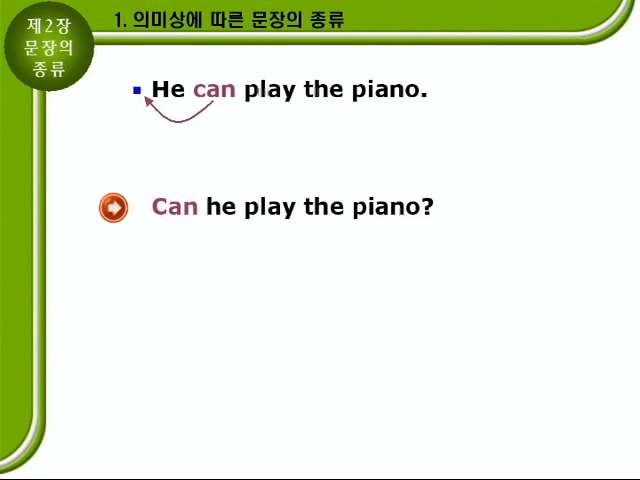 제2장
문장의
종류
1. 의미상에 따른 문장의 종류
He can play the piano.
Can he play the piano?